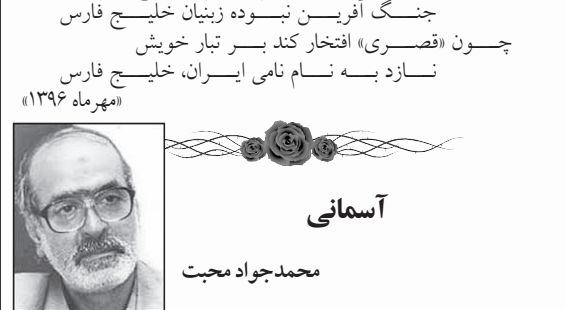 جنگ آفرین نبوده زبنیان خلیج فارس
چون «قصری» افتخار کند بر تبار خویش
نازد به نام نامی ایران، خلیج فارس
«مهرماه ۱۳۹۶»
آسمانی
محمدجواد محبت